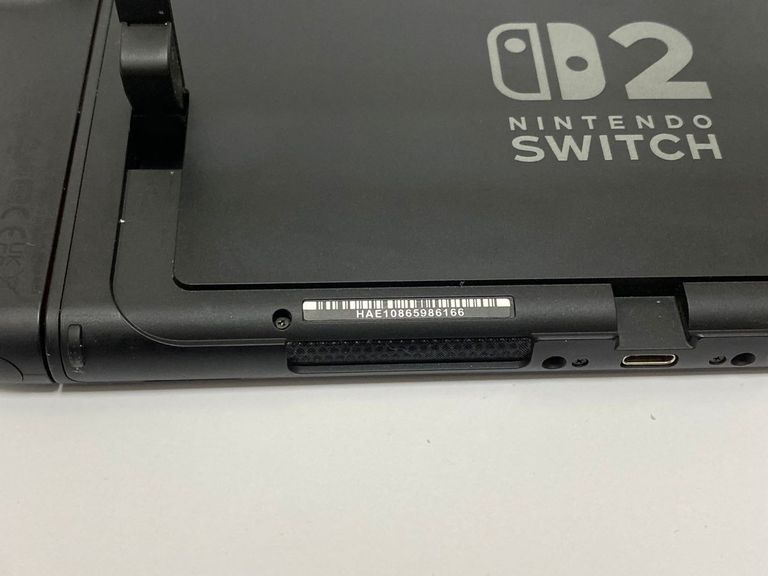 2
NINTENDO
SWITCH
HAE10865986166